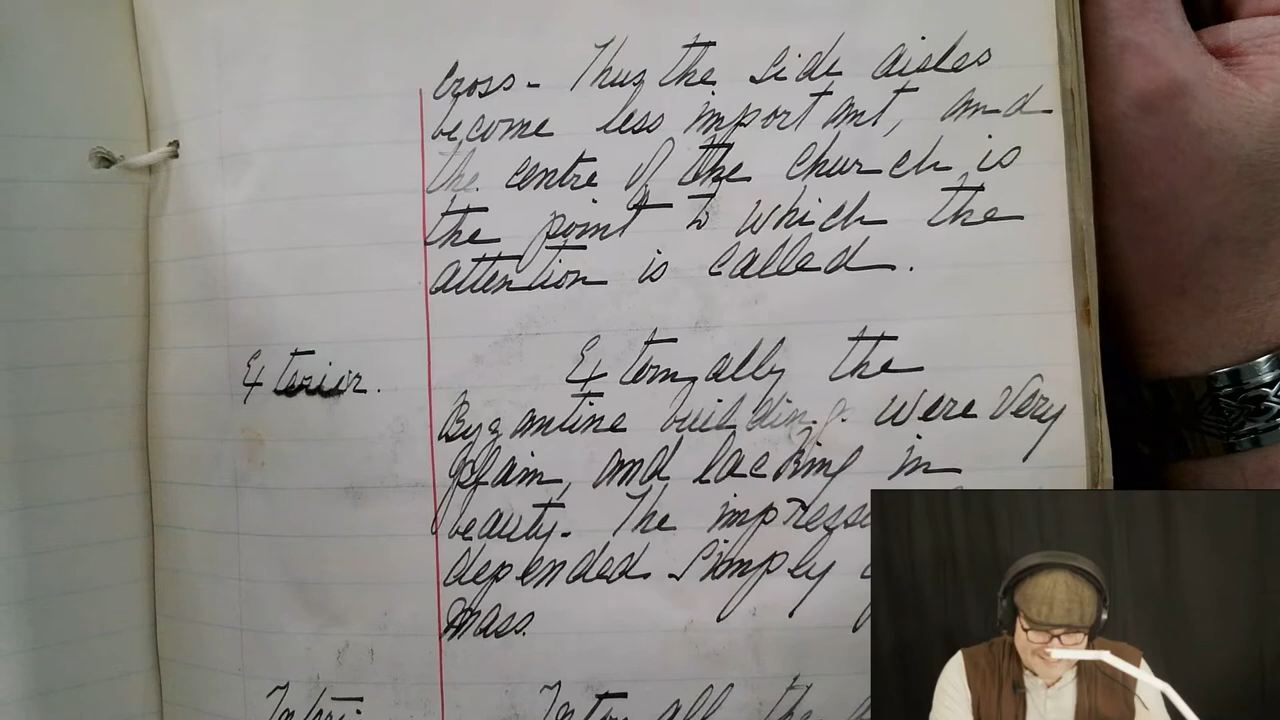 Cross - Thus the side aisles
become less important, and
the centre of the church is
the point to which the
attention is called.
Exterior.
Externally the
Byzantine buildings were very
plain, and lacking in
beauty. The
depended simply
mass.
the